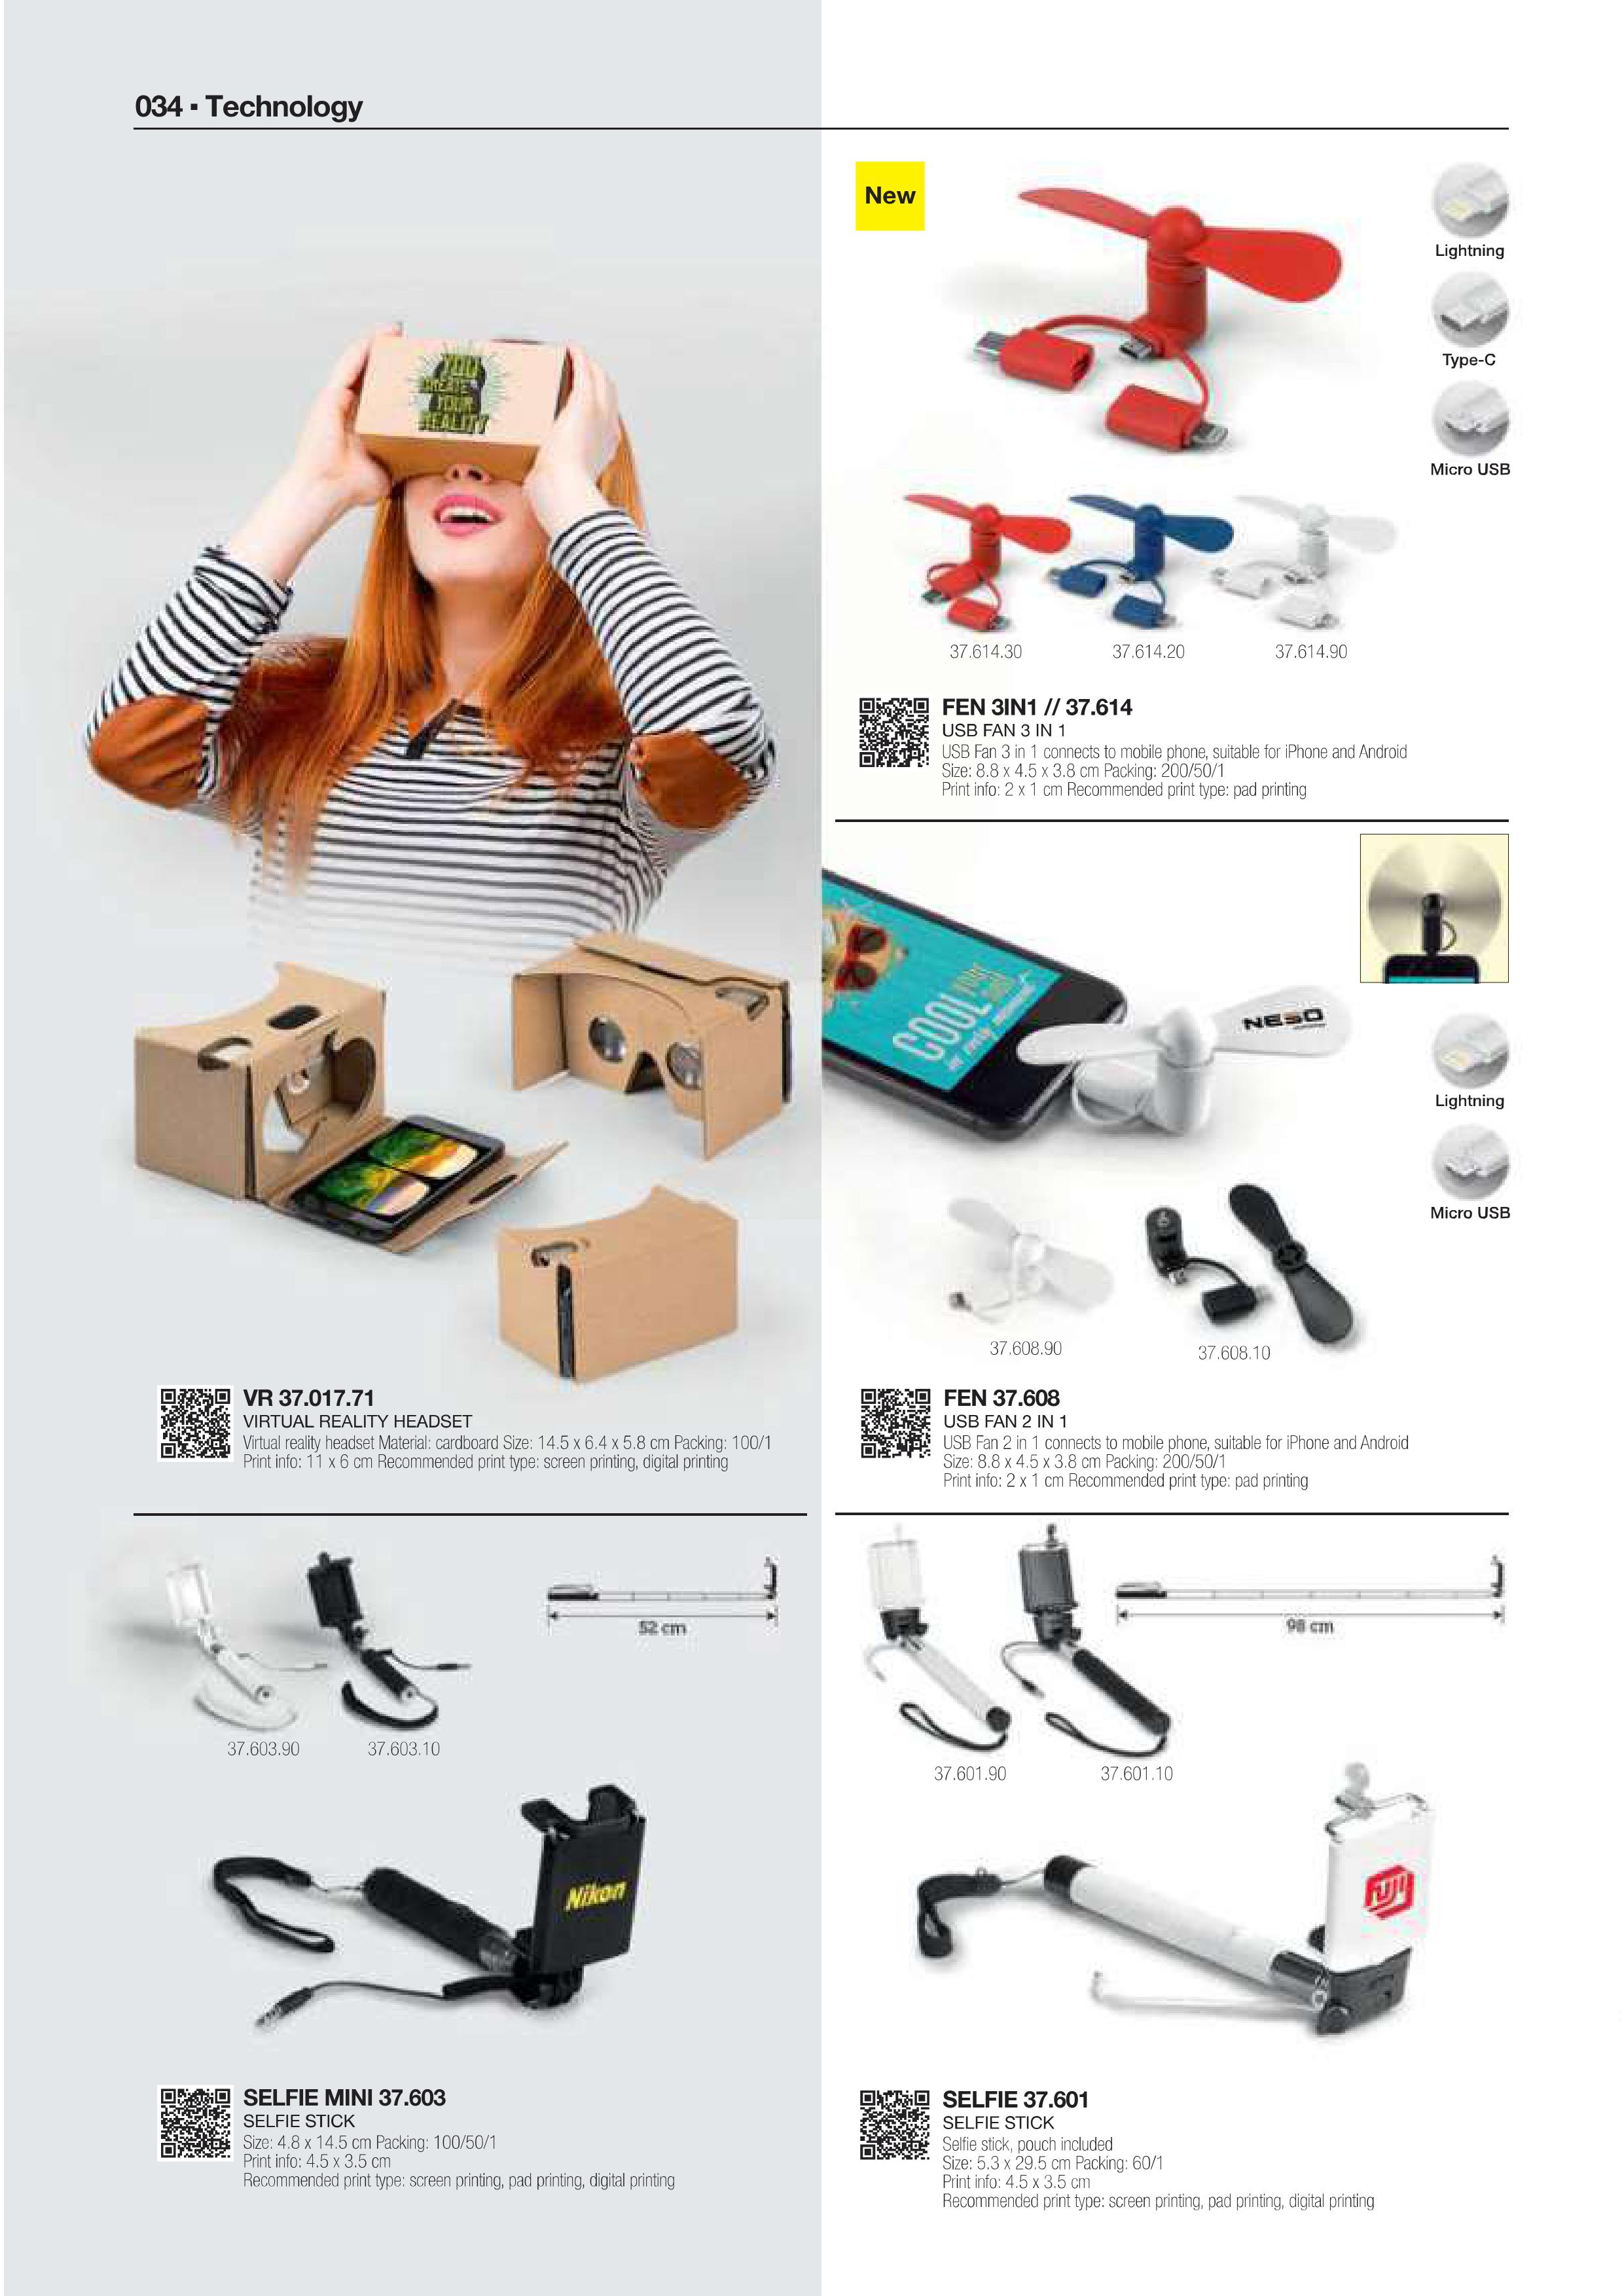 034 ▪ Technology
YOU
CREATE
YOUR
REALITY
VR 37.017.71
VIRTUAL REALITY HEADSET
Virtual reality headset Material: cardboard Size: 14.5 x 6.4 x 5.8 cm Packing: 100/1
Print info: 11 x 6 cm Recommended print type: screen printing, digital printing
New
Lightning
Type-C
Micro USB
37.614.30
37.614.20
37.614.90
FEN 3IN1 // 37.614
USB FAN 3 IN 1
USB Fan 3 in 1 connects to mobile phone, suitable for iPhone and Android
Size: 8.8 x 4.5 x 3.8 cm Packing: 200/50/1
Print info: 2 x 1 cm Recommended print type: pad printing
COOL
NESO
Lightning
Micro USB
37.608.90
37.608.10
FEN 37.608
USB FAN 2 IN 1
USB Fan 2 in 1 connects to mobile phone, suitable for iPhone and Android
Size: 8.8 x 4.5 x 3.8 cm Packing: 200/50/1
Print info: 2 x 1 cm Recommended print type: pad printing
52 cm
37.603.90
37.603.10
Nikon
SELFIE MINI 37.603
SELFIE STICK
Size: 4.8 x 14.5 cm Packing: 100/50/1
Print info: 4.5 x 3.5 cm
Recommended print type: screen printing, pad printing, digital printing
98 cm
37.601.90
37.601.10
FUJI
SELFIE 37.601
SELFIE STICK
Selfie stick, pouch included
Size: 5.3 x 29.5 cm Packing: 60/1
Print info: 4.5 x 3.5 cm
Recommended print type: screen printing, pad printing, digital printing